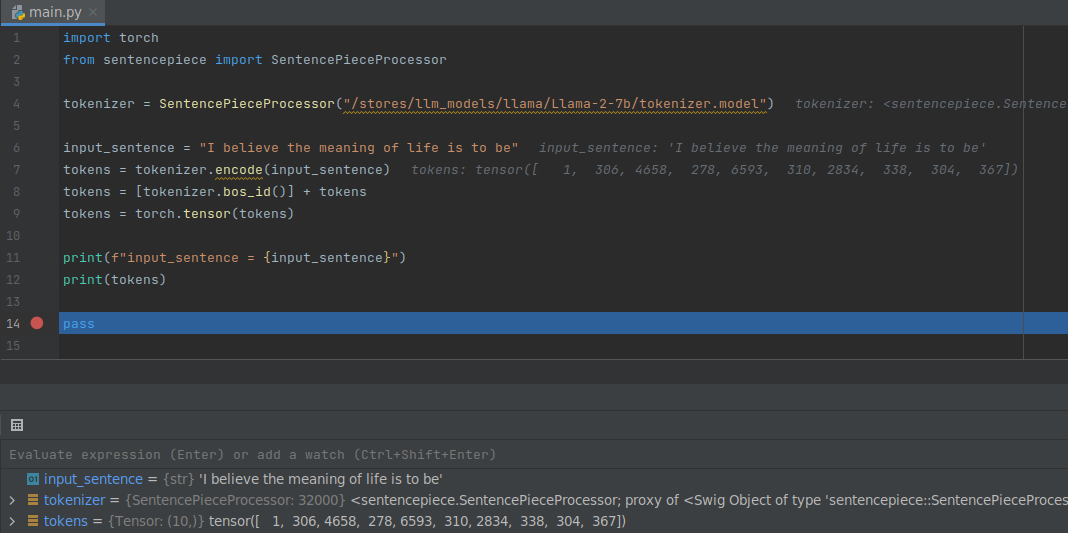 main.py
1 import torch
2 from sentencepiece import SentencePieceProcessor
3
4 tokenizer = SentencePieceProcessor("/stores/llm_models/llama/Llama-2-7b/tokenizer.model") tokenizer: <sentencepiece.Sentence
5
6 input_sentence = "I believe the meaning of life is to be" input_sentence: 'I believe the meaning of life is to be'
7 tokens = tokenizer.encode(input_sentence) tokens: tensor([   1,  306, 4658,  278, 6593,  310, 2834,  338,  304,  367])
8 tokens = [tokenizer.bos_id()] + tokens
9 tokens = torch.tensor(tokens)
10
11 print(f"input_sentence = {input_sentence}")
12 print(tokens)
13
14 pass
15
Evaluate expression (Enter) or add a watch (Ctrl+Shift+Enter)
01 input_sentence = {str} 'I believe the meaning of life is to be'
tokenizer = {SentencePieceProcessor: 32000} <sentencepiece.SentencePieceProcessor; proxy of <Swig Object of type 'sentencepiece::SentencePieceProces
tokens = {Tensor: (10,)} tensor([   1,  306, 4658,  278, 6593,  310, 2834,  338,  304,  367])